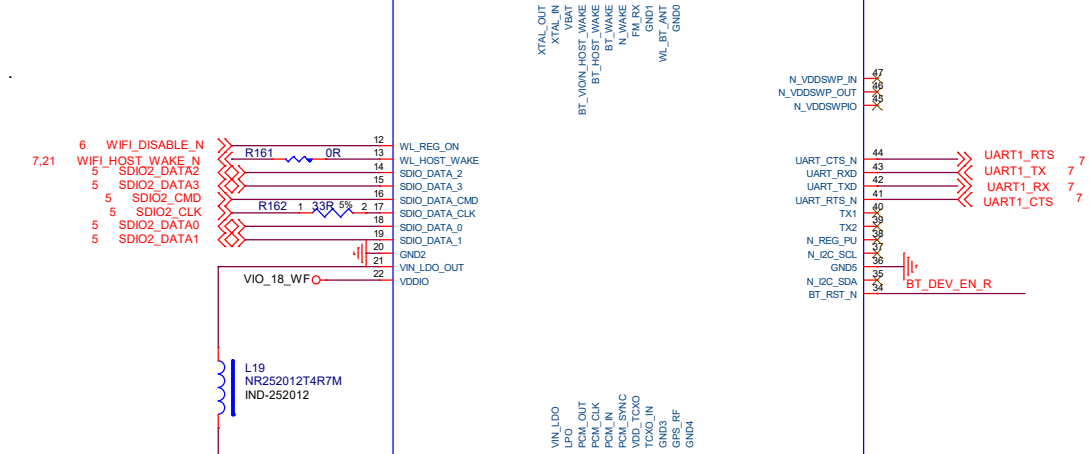 XTAL_OUT
XTAL_IN
VBAT
BT_VIO/N_HOST_WAKE
BT_HOST_WAKE
BT_WAKE
N_WAKE
FM_RX
GND1
WL_BT_ANT
GND0
6 WIFI_DISABLE_N 12 WL_REG_ON
7,21 WIFI_HOST_WAKE_N R161 0R 13 WL_HOST_WAKE
5 SDIO2_DATA2 14 SDIO_DATA_2
5 SDIO2_DATA3 15 SDIO_DATA_3
5 SDIO2_CMD 16 SDIO_DATA_CMD
5 SDIO2_CLK R162 1 33R 5% 2 17 SDIO_DATA_CLK
5 SDIO2_DATA0 18 SDIO_DATA_0
5 SDIO2_DATA1 19 SDIO_DATA_1
20 GND2
21 VIN_LDO_OUT
VIO_18_WF 22 VDDIO
N_VDDSWP_IN 47
N_VDDSWP_OUT 46
N_VDDSWPIO 45
UART_CTS_N 44 UART1_RTS 7
UART_RXD 43 UART1_TX 7
UART_TXD 42 UART1_RX 7
UART_RTS_N 41 UART1_CTS 7
TX1 40
TX2 39
N_REG_PU 38
N_I2C_SCL 37
GND5 36
N_I2C_SDA 35
BT_RST_N 34 BT_DEV_EN_R
L19
NR252012T4R7M
IND-252012
VIN_LDO
LPO
PCM_OUT
PCM_CLK
PCM_IN
PCM_SYNC
VDD_TCXO
TCXO_IN
GND3
GPS_RF
GND4